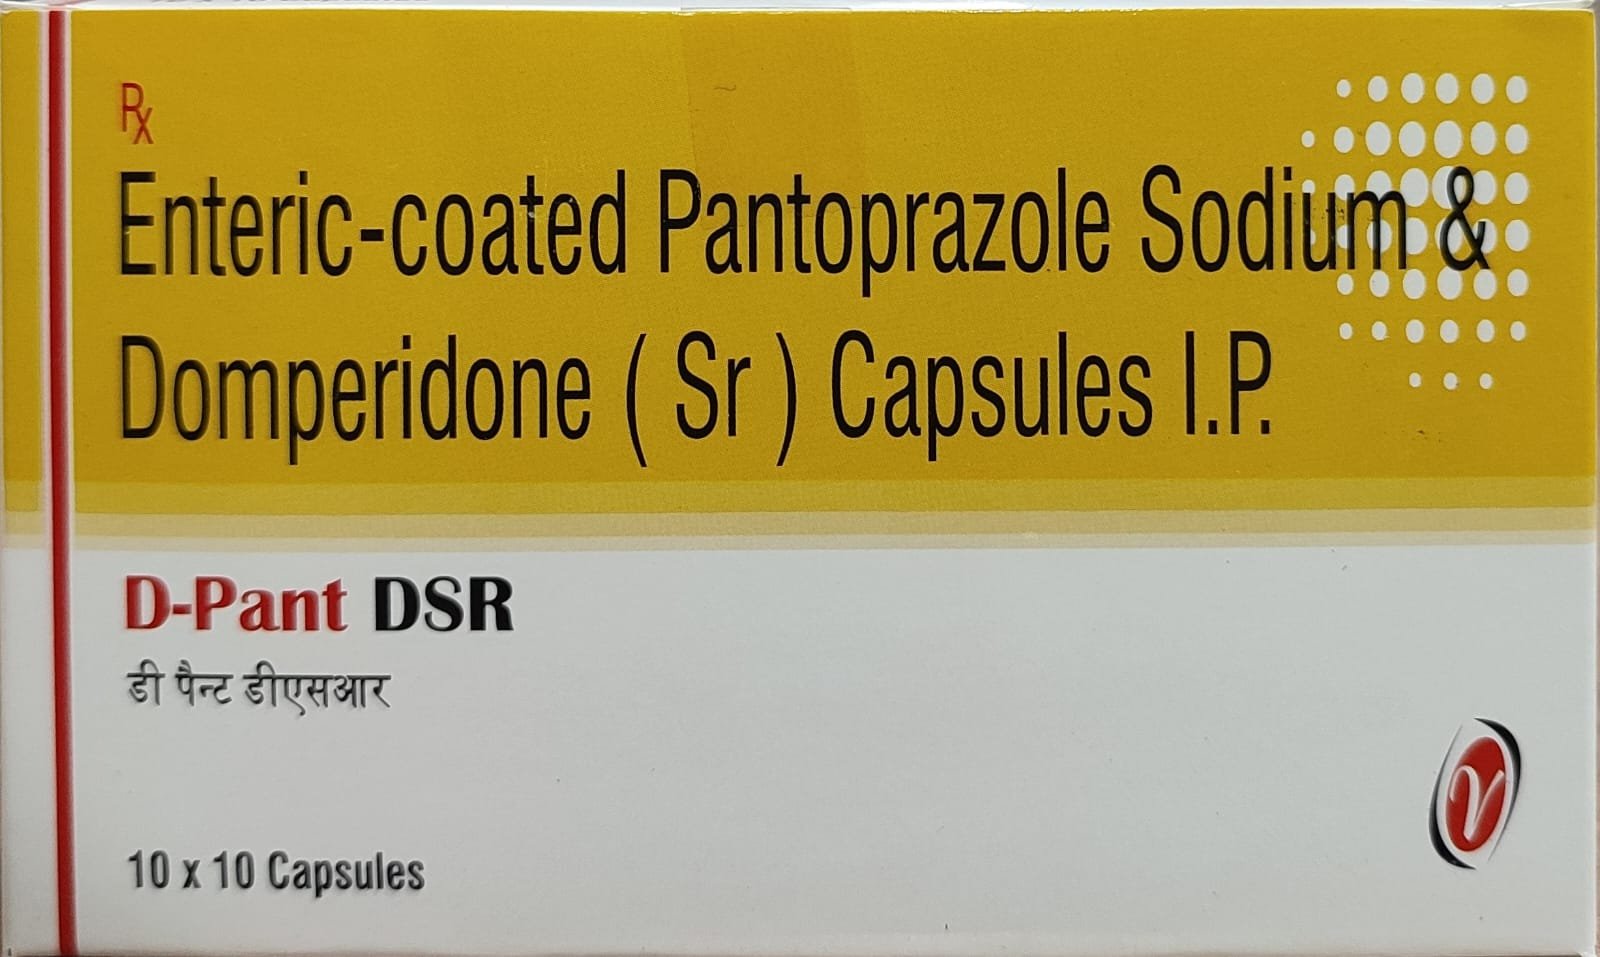 Rx
Enteric-coated Pantoprazole Sodium &
Domperidone ( Sr ) Capsules I.P.
D-Pant DSR
डी पैन्ट डीएसआर
10 x 10 Capsules